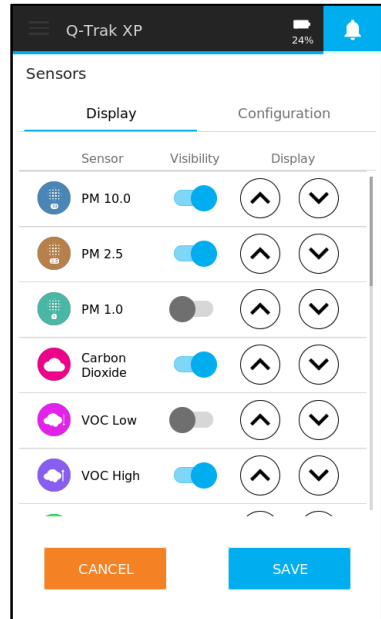 Q-Trak XP
24%
Sensors
Display Configuration
Sensor Visibility Display
PM 10.0
PM 2.5
PM 1.0
Carbon
Dioxide
VOC Low
VOC High
CANCEL SAVE